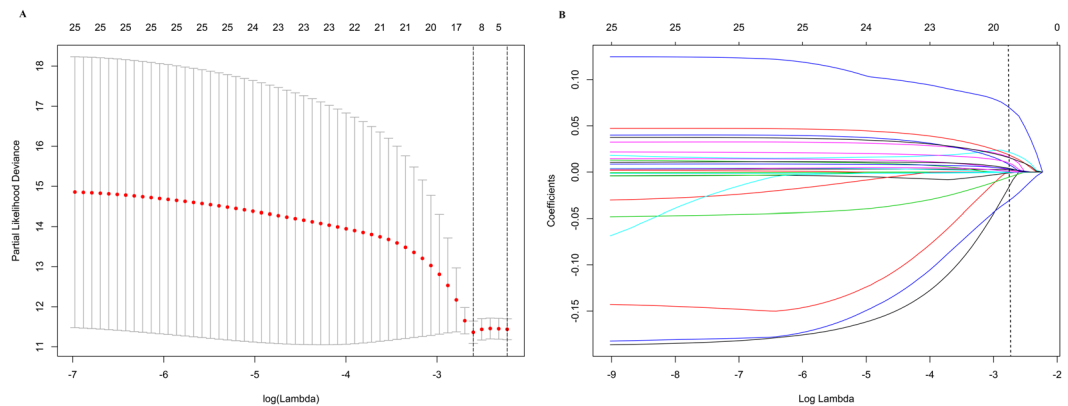 A
25 25 25 25 25 25 25 24 23 23 22 21 21 20 17 8 5
Partial Likelihood Deviance
18
17
16
15
14
13
12
11
-7 -6 -5 -4 -3
log(Lambda)
B
25 25 25 25 24 23 20 0
Coefficients
0.10
0.05
0.00
-0.05
-0.10
-0.15
-9 -8 -7 -6 -5 -4 -3 -2
Log Lambda